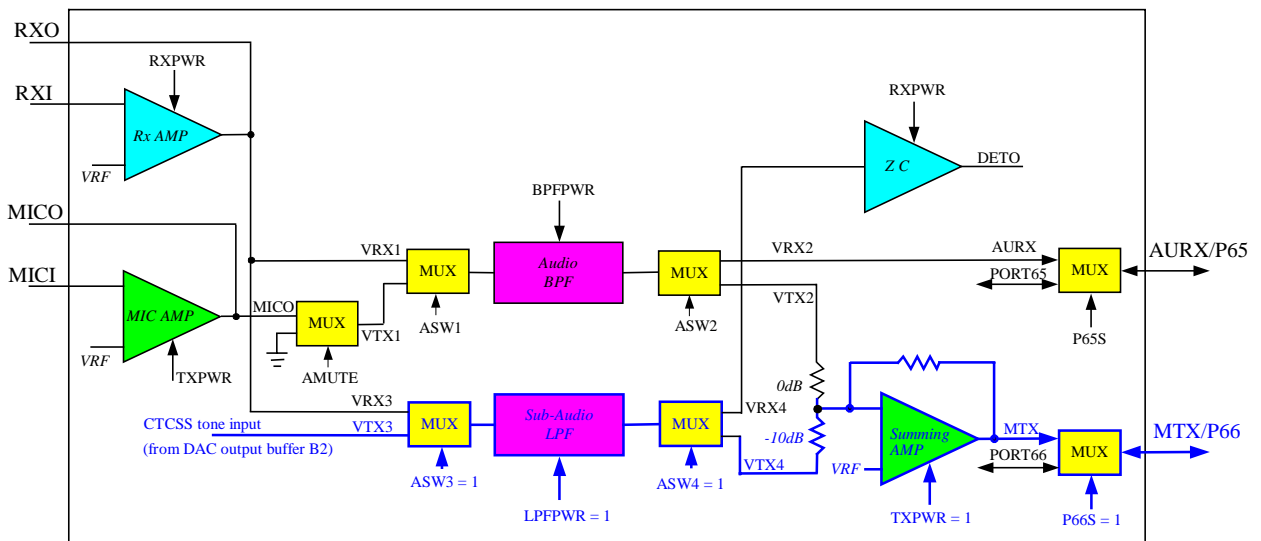 RXO
RXPWR
RXPWR
RXI
Rx AMP
VRF
Z C
DETO
MICO
BPFPWR
VRX1
MUX
Audio
BPF
MUX
VRX2
AURX
MUX
AURX/P65
MICI
PORT65
VTX2
MIC AMP
MICO
MUX
VTX1
ASW1
ASW2
P65S
VRF
TXPWR
AMUTE
0dB
VRX3
VRX4
CTCSS tone input
VTX3
MUX
Sub-Audio
LPF
MUX
-10dB
Summing
AMP
MTX
MUX
MTX/P66
(from DAC output buffer B2)
PORT66
VTX4
VRF
ASW3 = 1
ASW4 = 1
LPFPWR = 1
TXPWR = 1
P66S = 1